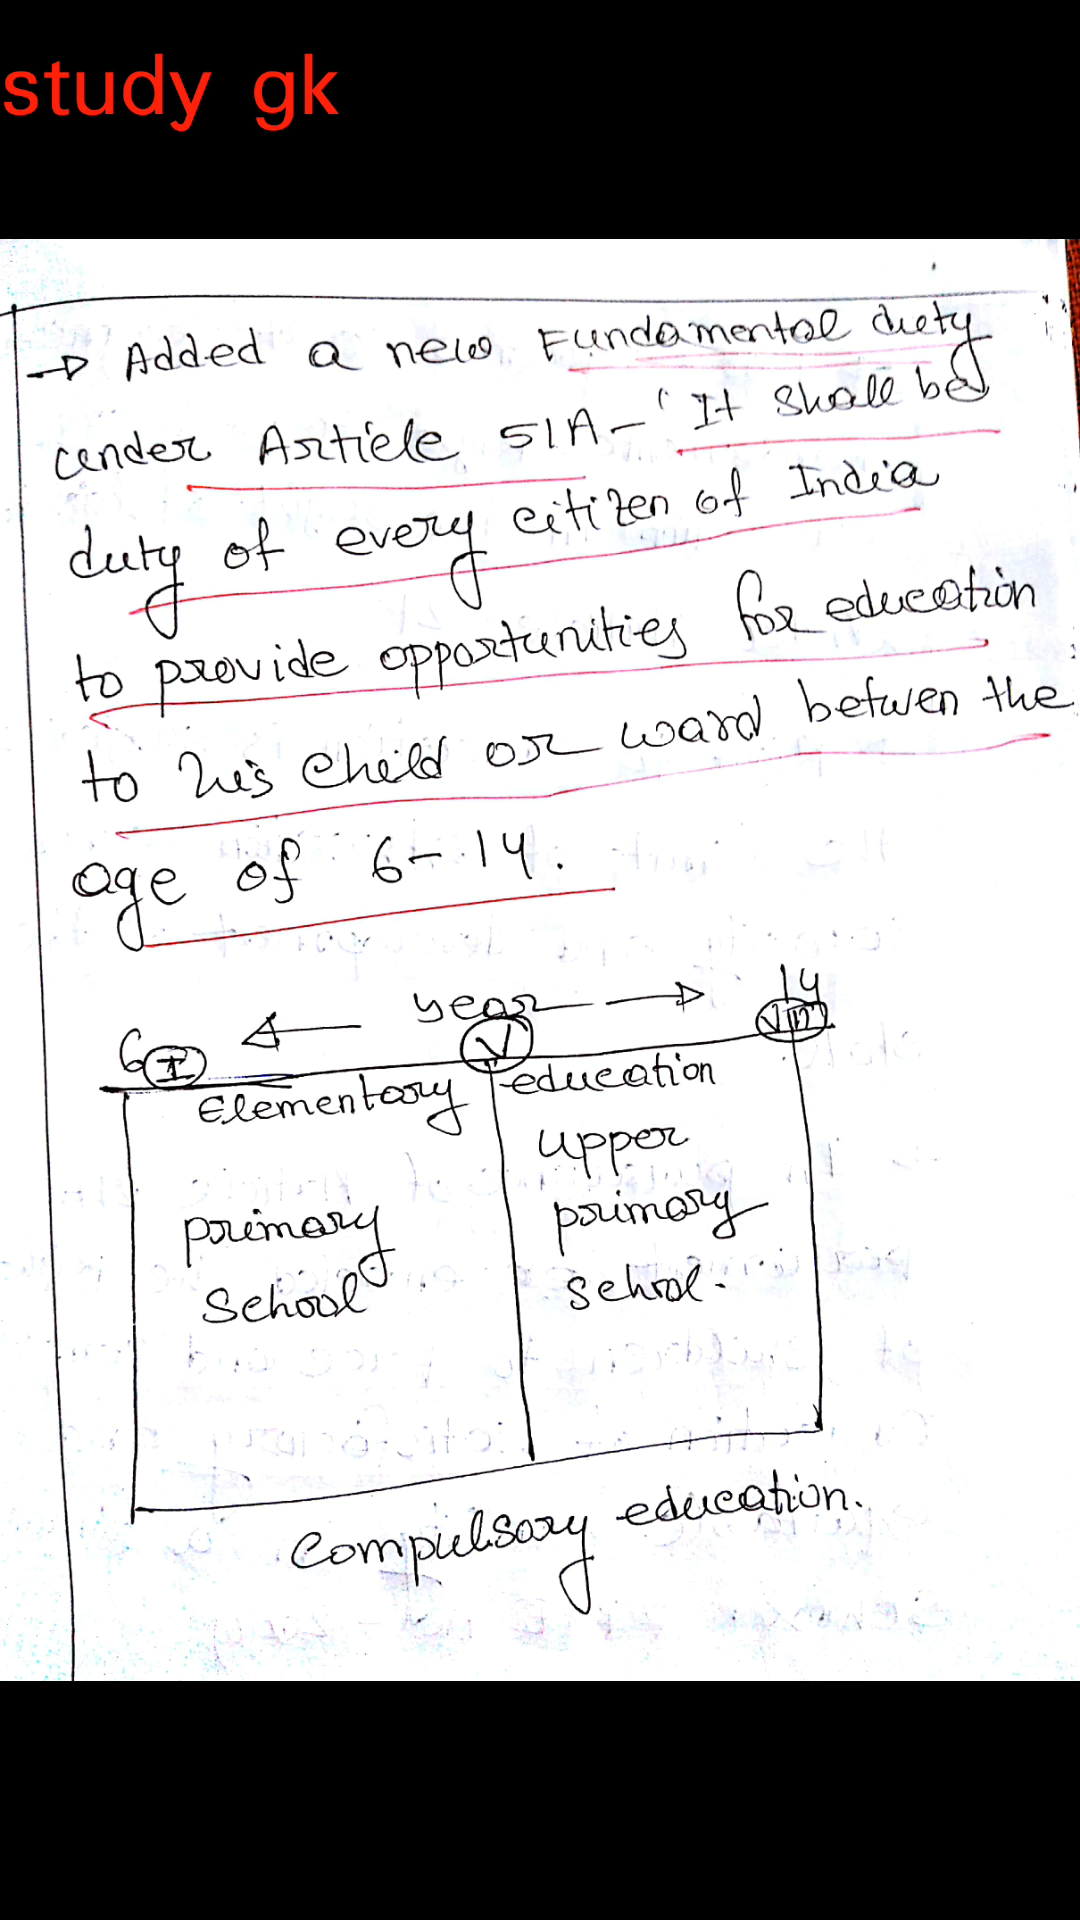 study gk
→ Added a new Fundamental duty
under Article 51A - 'It shall be
duty of every citizen of India
to provide opportunities for education
to his child or ward betwen the
age of 6-14.
← year → 14
6 I V VIII
Elementary education
upper
primary primary
School school.
Compulsory education.